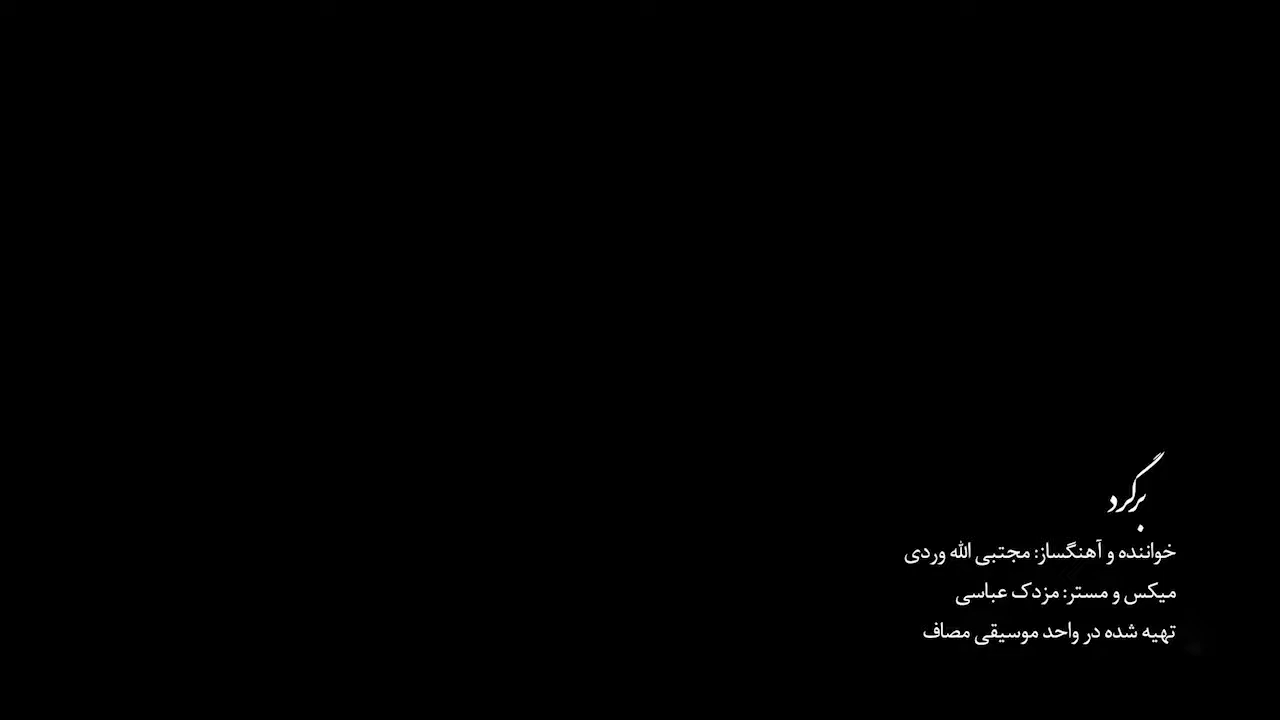 برگرد
خواننده و آهنگساز: مجتبی الله وردی
میکس و مستر: مزدک عباسی
تهیه شده در واحد موسیقی مصاف